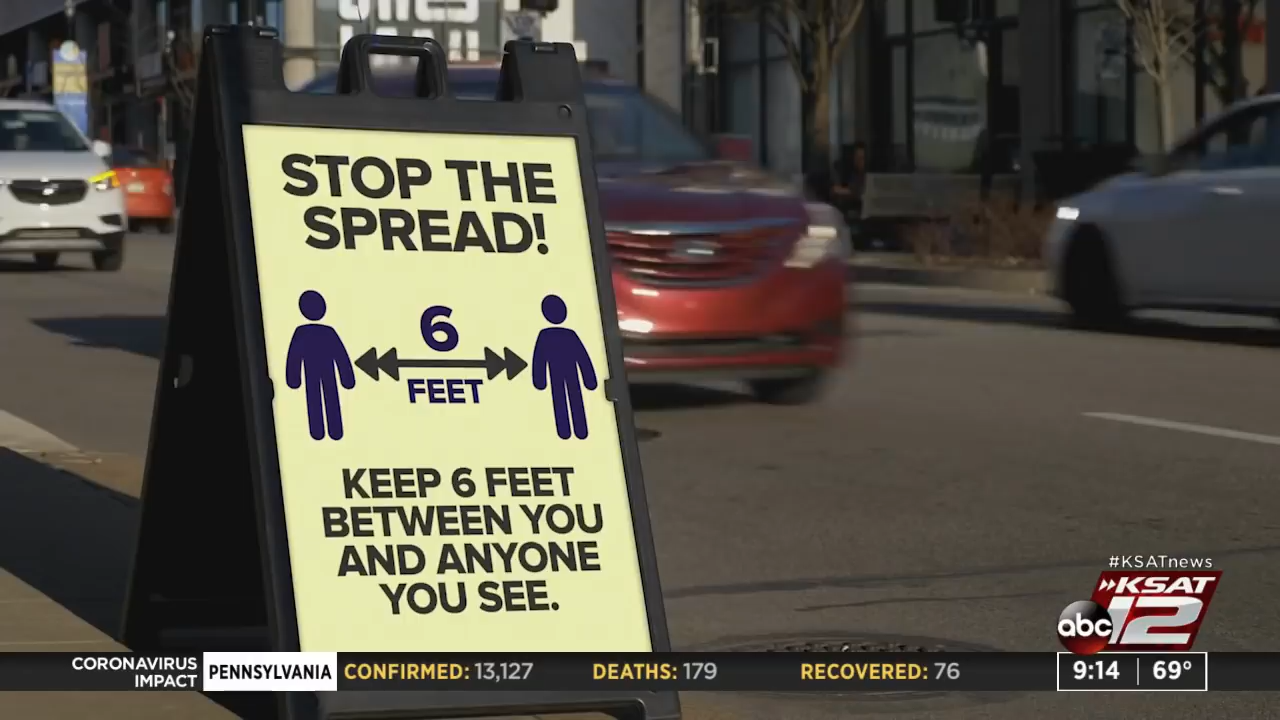 STOP THE
SPREAD!
6
FEET
KEEP 6 FEET
BETWEEN YOU
AND ANYONE
YOU SEE.
#KSATnews
KSAT
abc 12
CORONAVIRUS
IMPACT
PENNSYLVANIA
CONFIRMED: 13,127
DEATHS: 179
RECOVERED: 76
9:14
69°